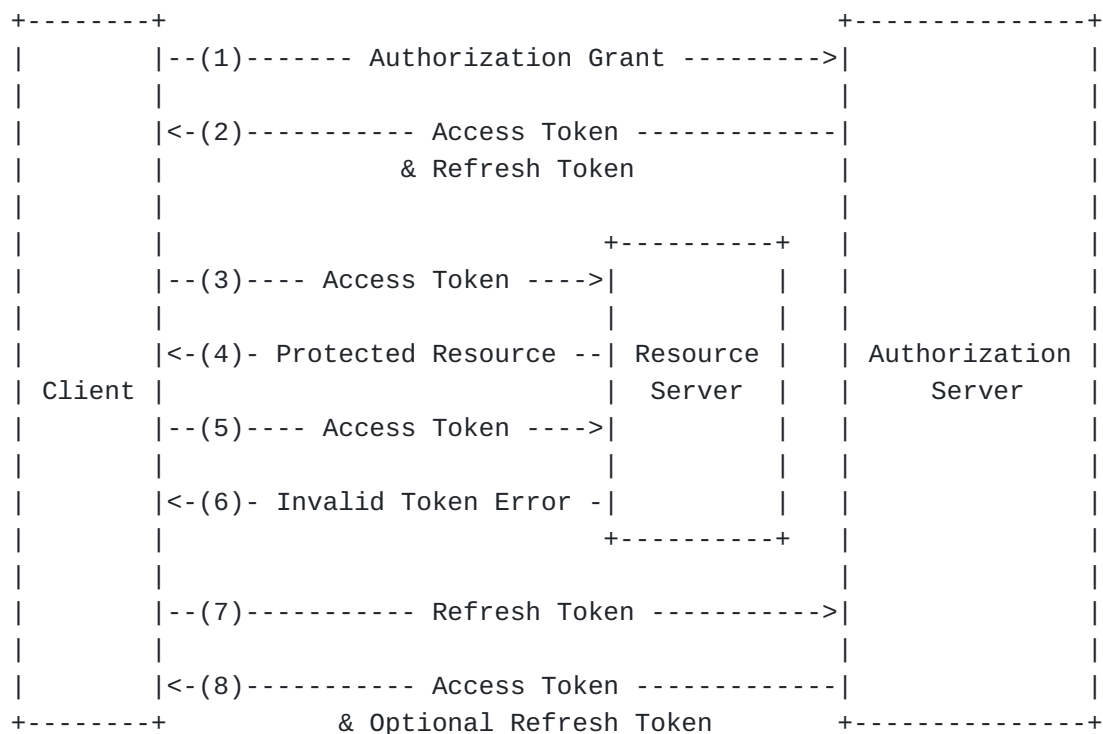 +--------+                                           +---------------+
|        |--(1)------- Authorization Grant --------->|               |
|        |                                           |               |
|        |<-(2)----------- Access Token -------------|               |
|        |               & Refresh Token             |               |
|        |                                           |               |
|        |                            +----------+   |               |
|        |--(3)---- Access Token ---->|          |   |               |
|        |                            |          |   |               |
|        |<-(4)- Protected Resource --| Resource |   | Authorization |
| Client |                            |  Server  |   |     Server    |
|        |--(5)---- Access Token ---->|          |   |               |
|        |                            |          |   |               |
|        |<-(6)- Invalid Token Error -|          |   |               |
|        |                            +----------+   |               |
|        |                                           |               |
|        |--(7)----------- Refresh Token ----------->|               |
|        |                                           |               |
|        |<-(8)----------- Access Token -------------|               |
+--------+           & Optional Refresh Token        +---------------+